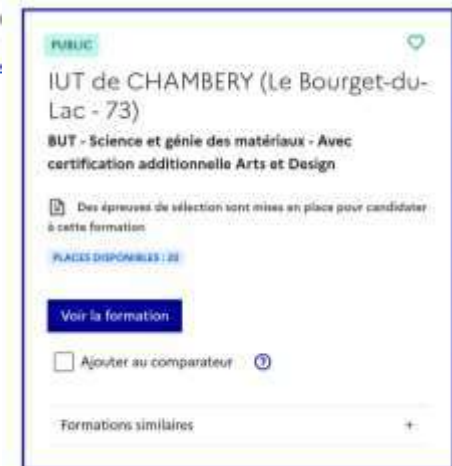 PUBLIC
IUT de CHAMBERY (Le Bourget-du-
Lac - 73)
BUT - Science et génie des matériaux - Avec
certification additionnelle Arts et Design
Des épreuves de sélection sont mises en place pour candidater
à cette formation
PLACES DISPONIBLES : 20
Voir la formation
Ajouter au comparateur ?
Formations similaires +